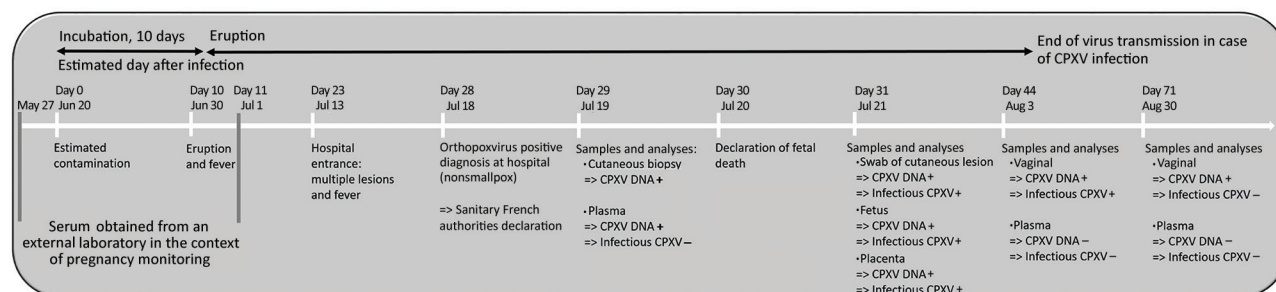 Incubation, 10 days
Eruption
Estimated day after infection
End of virus transmission in case
of CPXV infection
May 27
Day 0
Jun 20
Day 10
Jun 30
Day 11
Jul 1
Day 23
Jul 13
Day 28
Jul 18
Day 29
Jul 19
Day 30
Jul 20
Day 31
Jul 21
Day 44
Aug 3
Day 71
Aug 30
Estimated
contamination
Eruption
and fever
Hospital
entrance:
multiple lesions
and fever
Orthopoxvirus positive
diagnosis at hospital
(nonsmallpox)
=> Sanitary French
authorities declaration
Samples and analyses:
·Cutaneous biopsy
=> CPXV DNA+
·Plasma
=> CPXV DNA+
=> Infectious CPXV–
Declaration of fetal
death
Samples and analyses
·Swab of cutaneous lesion
=> CPXV DNA+
=> Infectious CPXV+
·Fetus
=> CPXV DNA+
=> Infectious CPXV+
·Placenta
=> CPXV DNA+
=> Infectious CPXV+
Samples and analyses
·Vaginal
=> CPXV DNA+
=> Infectious CPXV+
·Plasma
=> CPXV DNA–
=> Infectious CPXV–
Samples and analyses
·Vaginal
=> CPXV DNA+
=> Infectious CPXV–
·Plasma
=> CPXV DNA–
=> Infectious CPXV–
Serum obtained from an
external laboratory in the context
of pregnancy monitoring